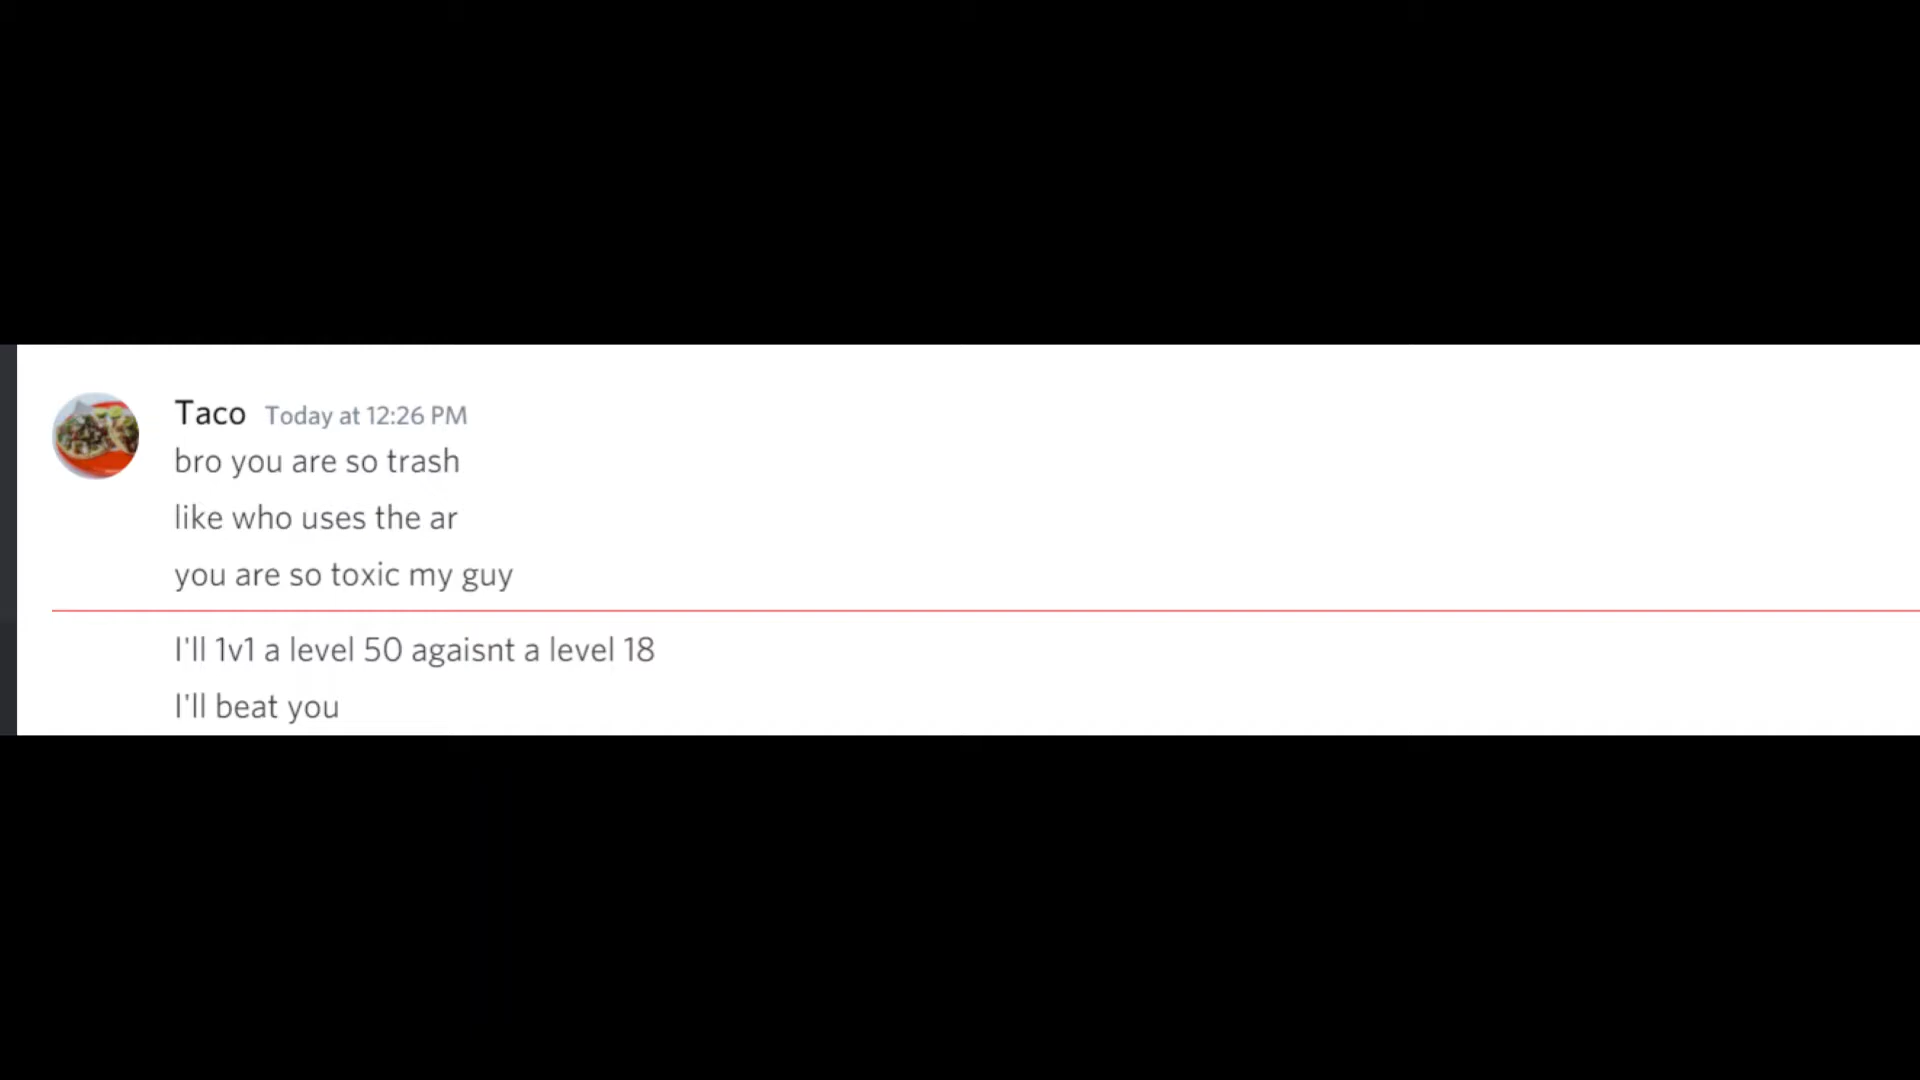 Taco Today at 12:26 PM
bro you are so trash
like who uses the ar
you are so toxic my guy
I'll 1v1 a level 50 agaisnt a level 18
I'll beat you